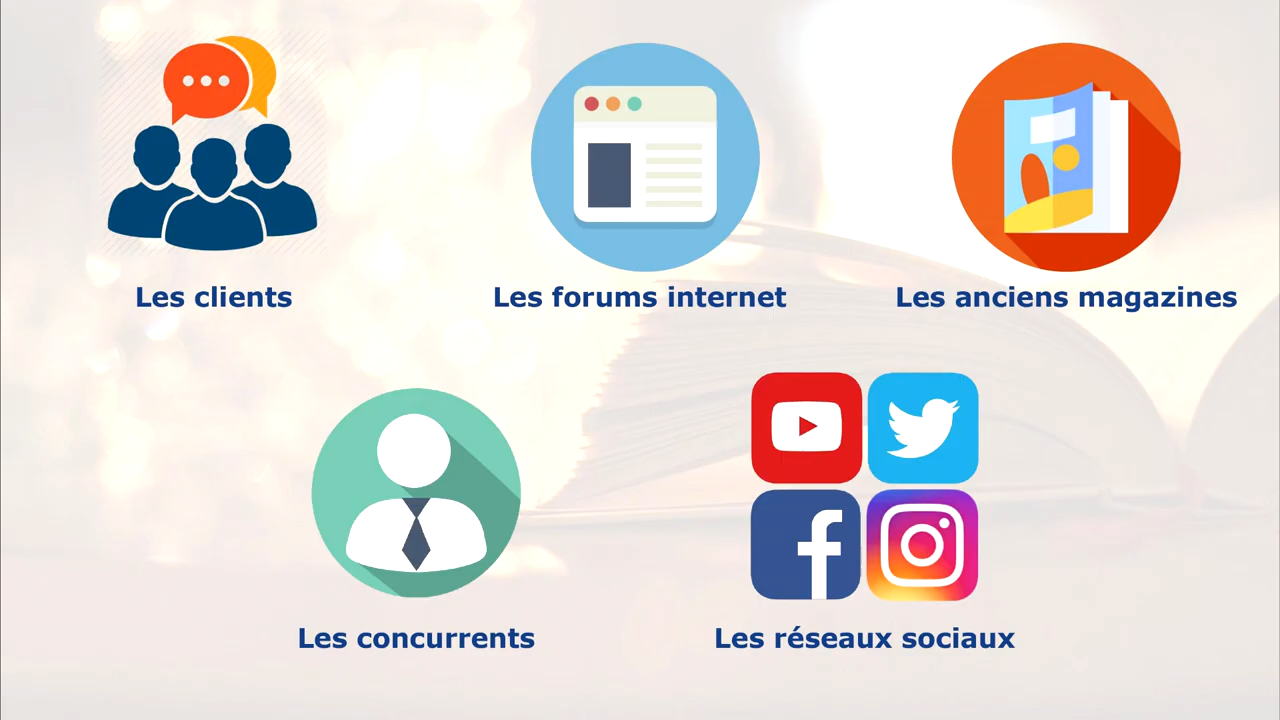 Les clients
Les forums internet
Les anciens magazines
Les concurrents
Les réseaux sociaux